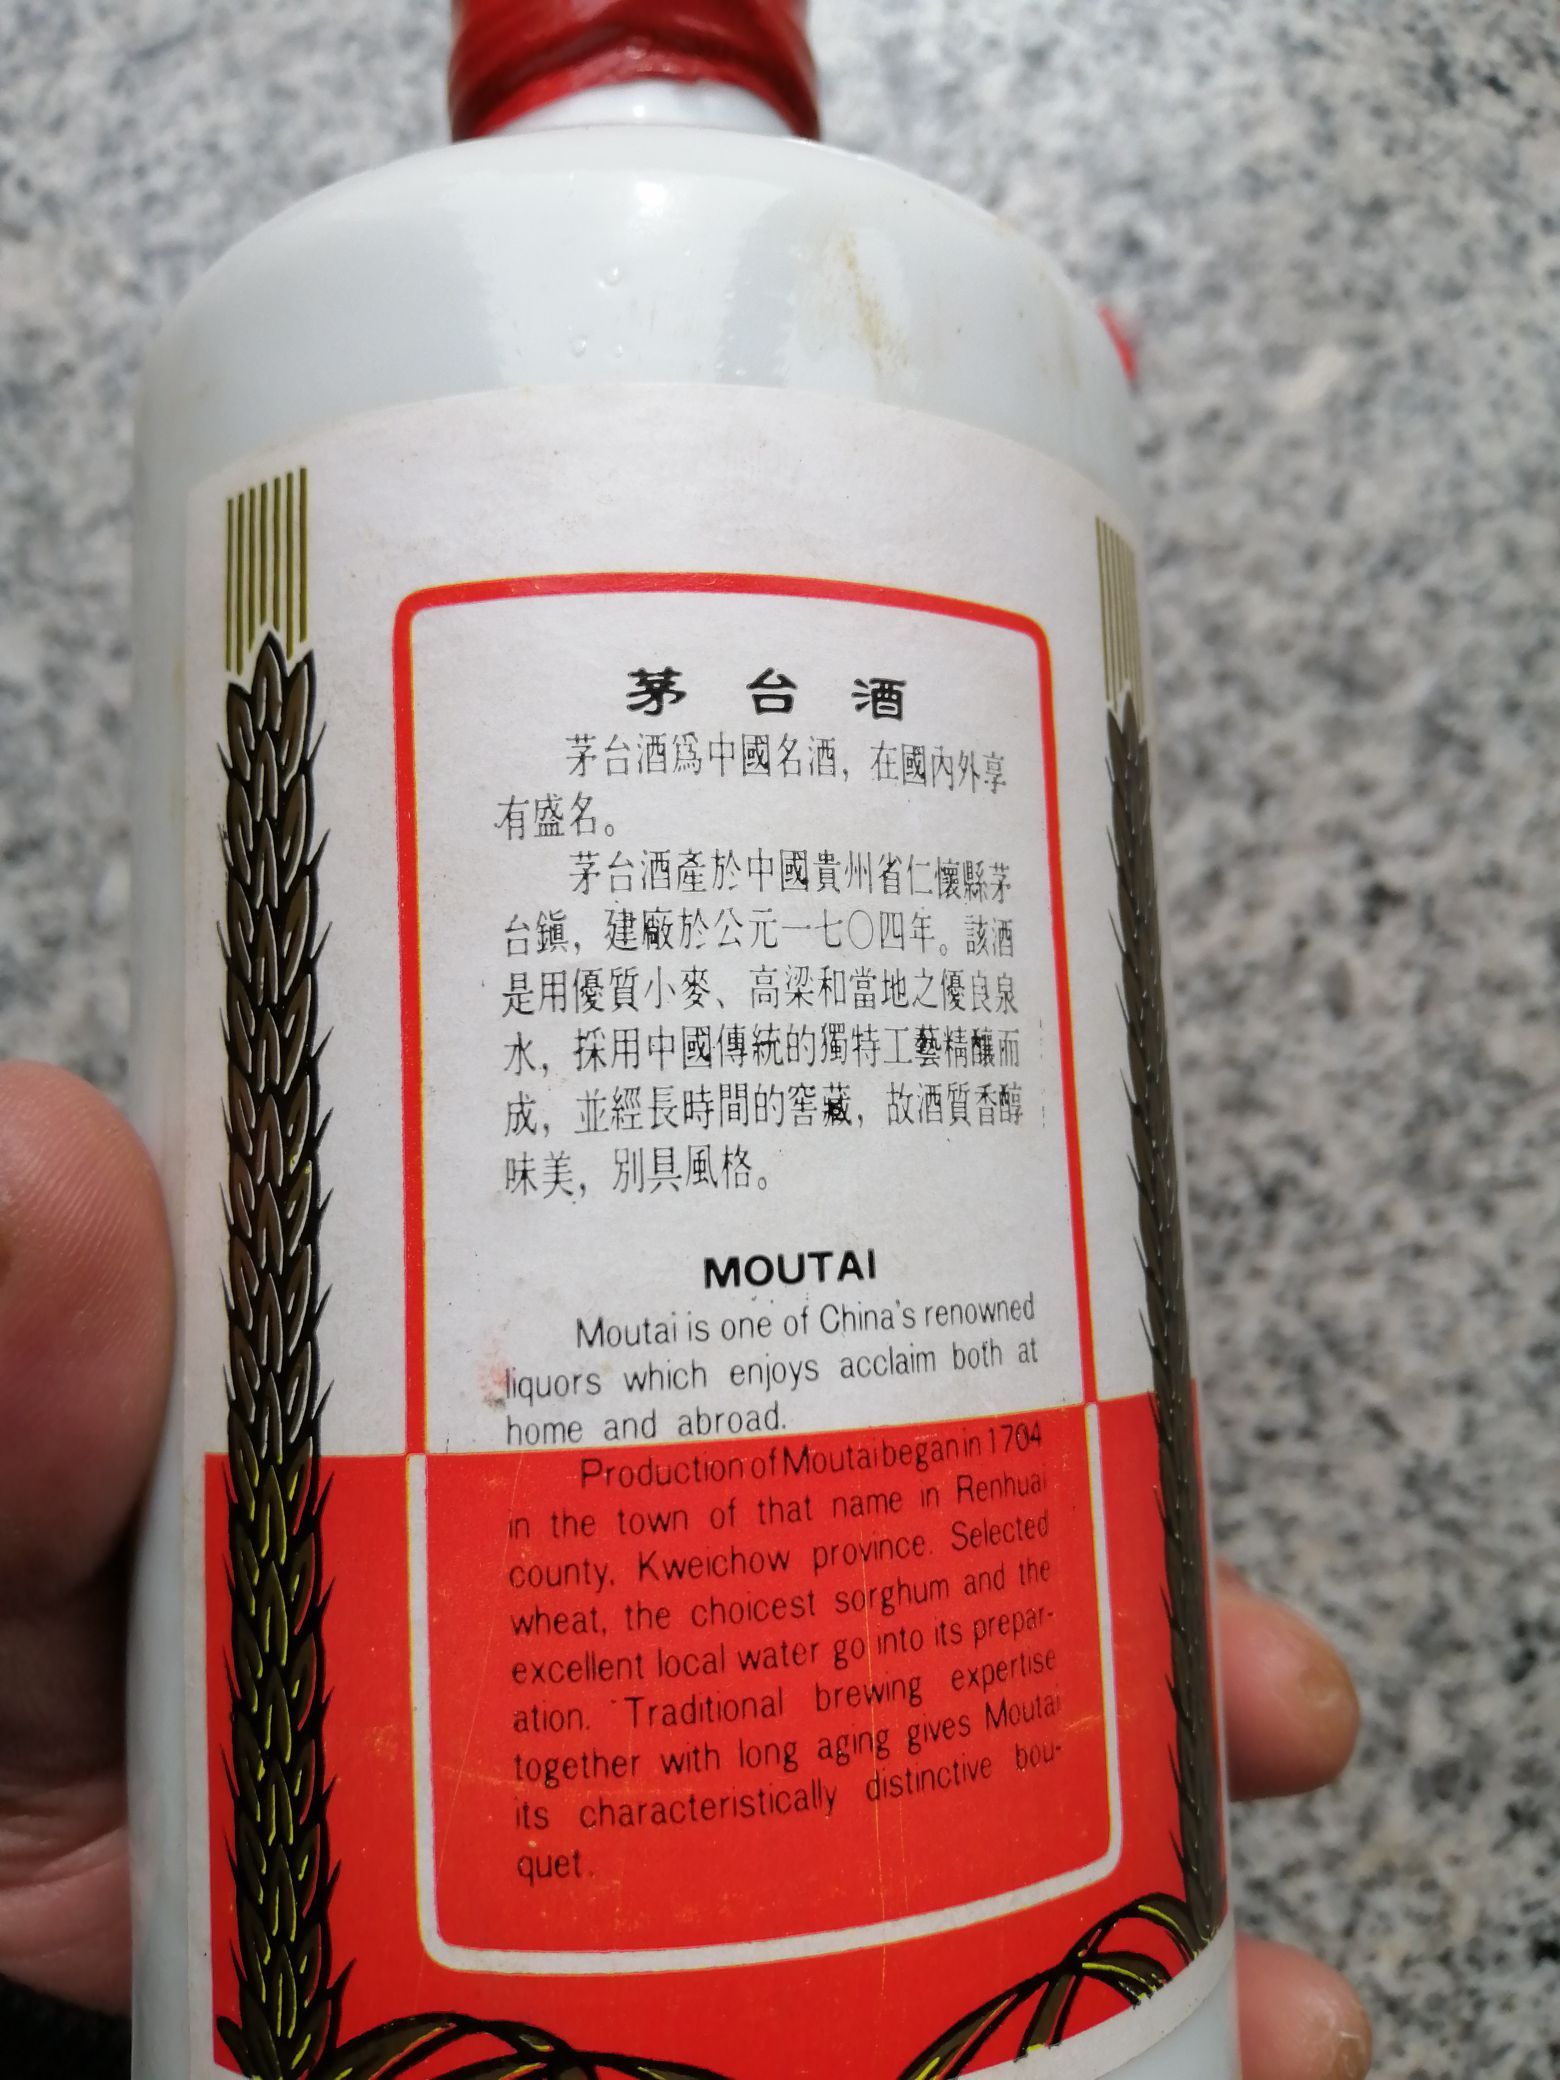 茅台酒
茅台酒爲中國名酒，在國內外享
有盛名。
茅台酒產於中國貴州省仁懷縣茅
台鎭，建廠於公元一七〇四年。該酒
是用優質小麥、高梁和當地之優良泉
水，採用中國傳統的獨特工藝精釀而
成，並經長時間的窖藏，故酒質香醇
味美，別具風格。
MOUTAI
Moutai is one of China's renowned
liquors which enjoys acclaim both at
home and abroad.
Production of Moutai began in 1704
in the town of that name in Renhuai
county, Kweichow province. Selected
wheat, the choicest sorghum and the
excellent local water go into its prepar-
ation. Traditional brewing expertise
together with long aging gives Moutai
its characteristically distinctive bou-
quet.